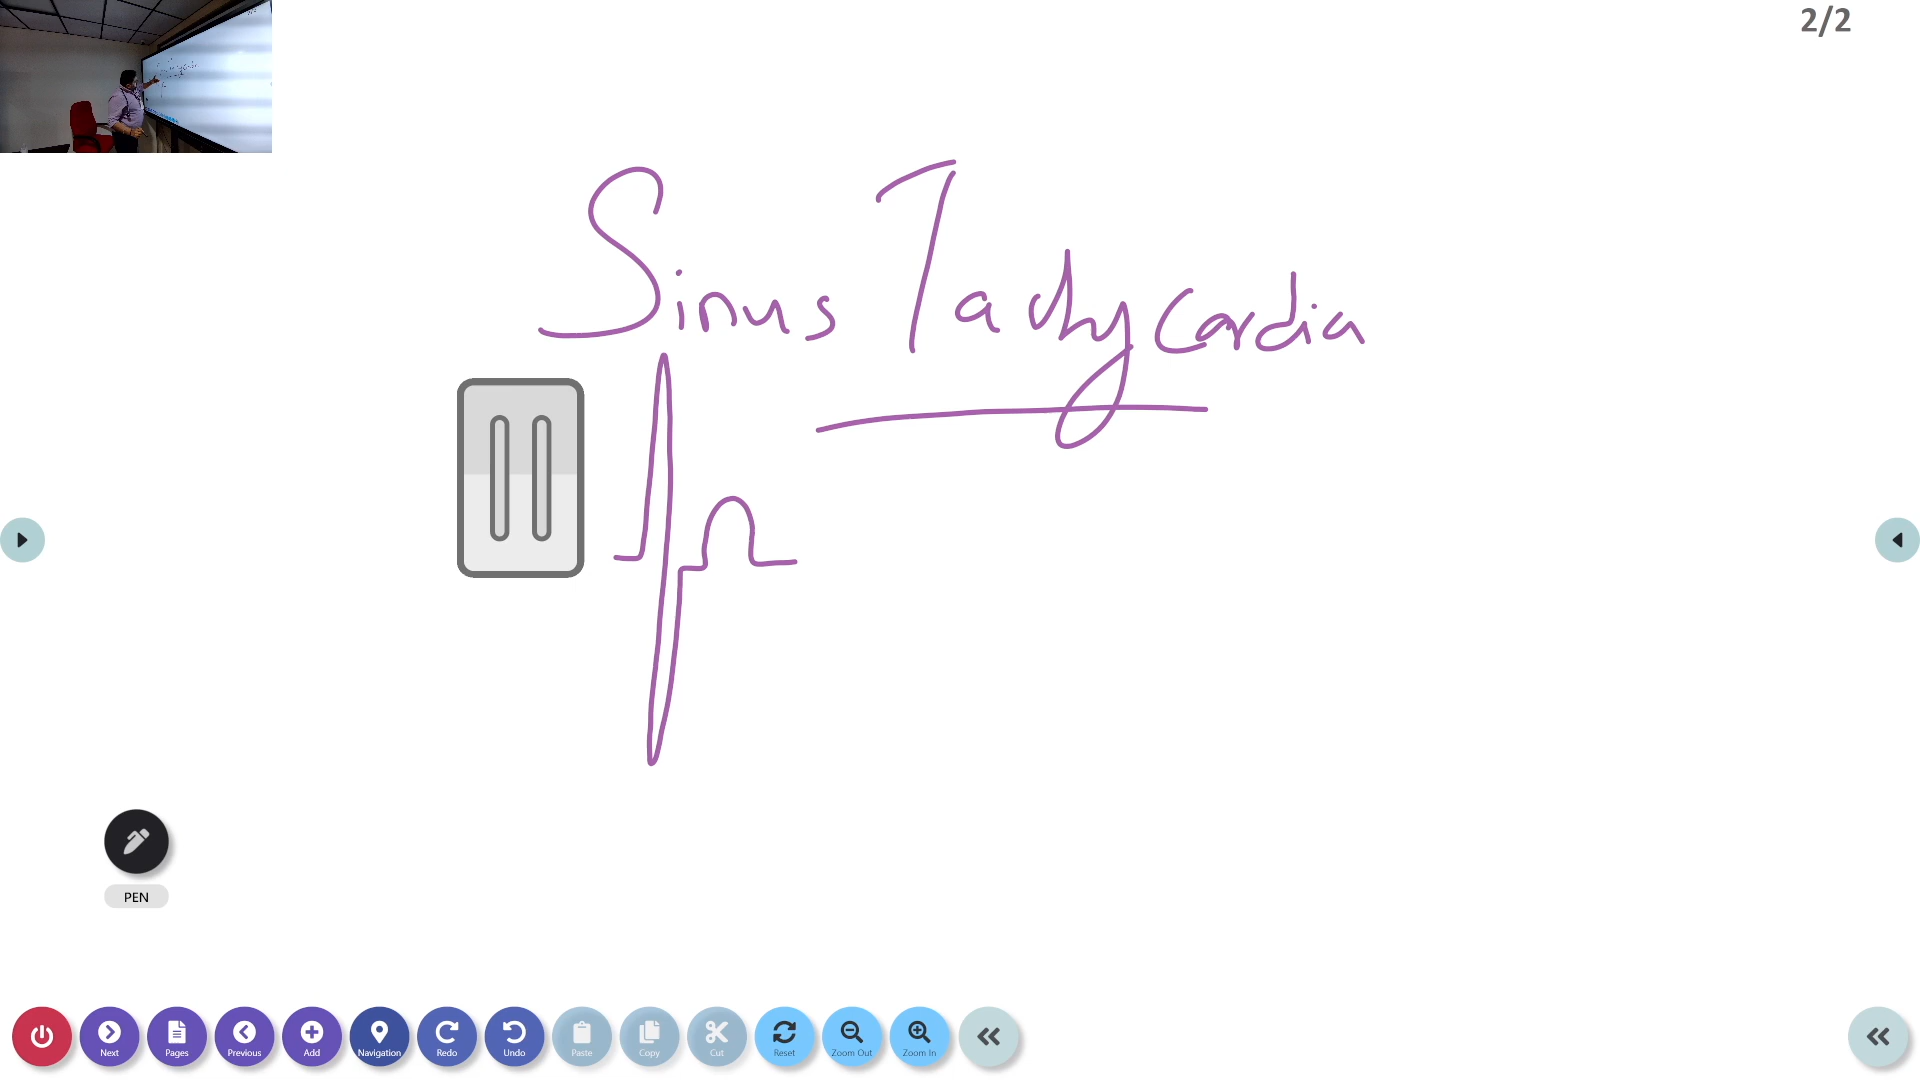 2/2
Sinus Tachycardia
PEN
Next Pages Previous Add Navigation Redo Undo Paste Copy Cut Reset Zoom Out Zoom In